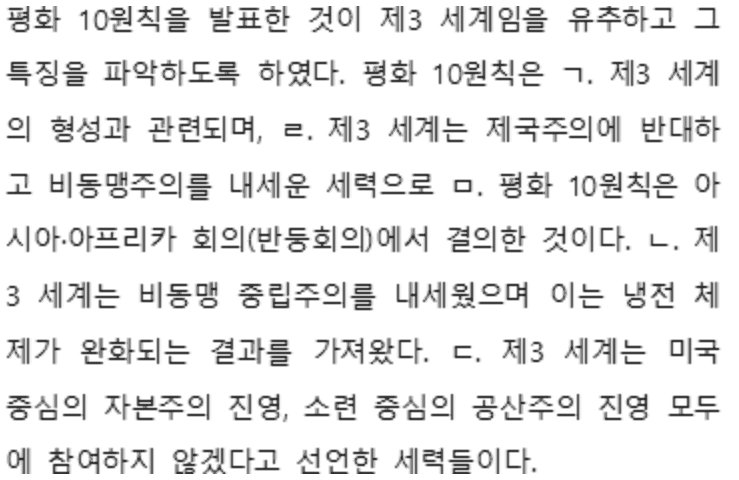 평화 10원칙을 발표한 것이 제3 세계임을 유추하고 그
특징을 파악하도록 하였다. 평화 10원칙은 ㄱ. 제3 세계
의 형성과 관련되며, ㄹ. 제3 세계는 제국주의에 반대하
고 비동맹주의를 내세운 세력으로 ㅁ. 평화 10원칙은 아
시아·아프리카 회의(반둥회의)에서 결의한 것이다. ㄴ. 제
3 세계는 비동맹 중립주의를 내세웠으며 이는 냉전 체
제가 완화되는 결과를 가져왔다. ㄷ. 제3 세계는 미국
중심의 자본주의 진영, 소련 중심의 공산주의 진영 모두
에 참여하지 않겠다고 선언한 세력들이다.